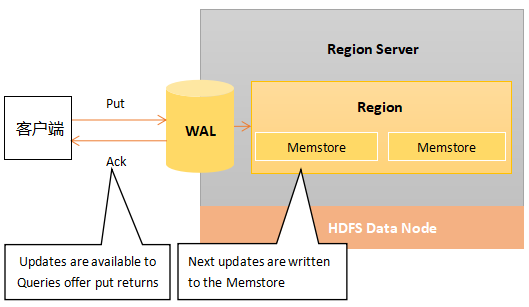 Region Server
Put
Region
客户端
WAL
Memstore
Memstore
Ack
HDFS Data Node
Updates are available to
Queries offer put returns
Next updates are written
to the Memstore